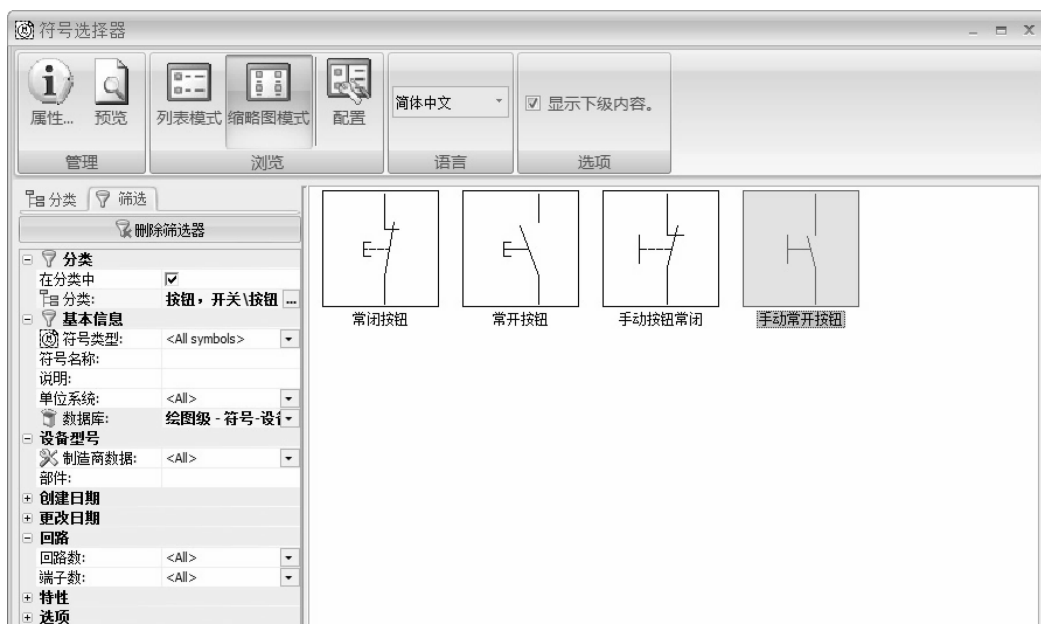 符号选择器
属性... 预览 列表模式 缩略图模式 配置 简体中文 显示下级内容。
管理 浏览 语言 选项
分类 筛选
删除筛选器
分类
在分类中
分类: 按钮，开关\按钮 ...
基本信息
符号类型: <All symbols>
符号名称:
说明:
单位系统: <All>
数据库: 绘图级 - 符号-设
设备型号
制造商数据: <All>
部件:
创建日期
更改日期
回路
回路数: <All>
端子数: <All>
特性
选项
常闭按钮 常开按钮 手动按钮常闭 手动常开按钮